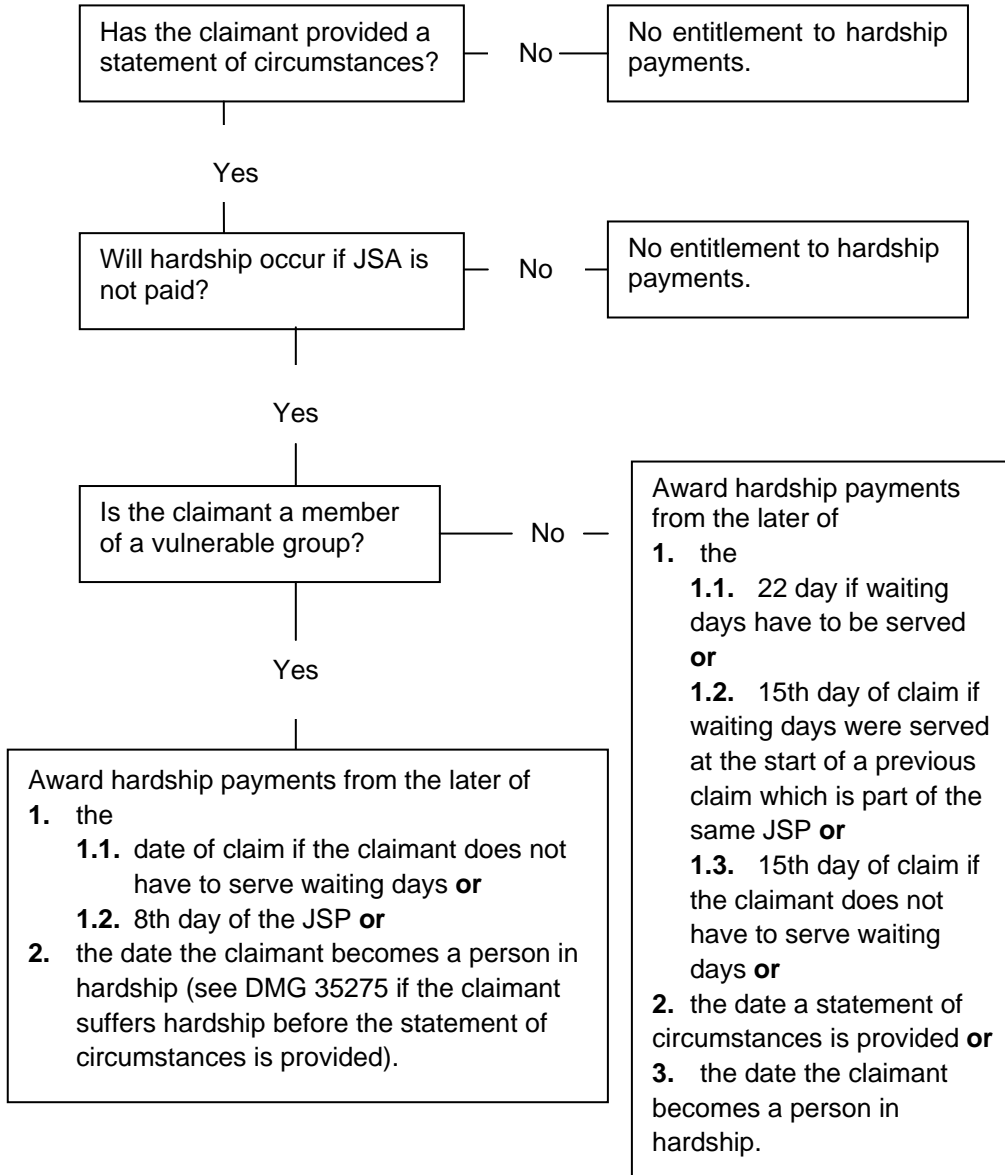 Has the claimant provided a
statement of circumstances?
No
No entitlement to hardship
payments.
Yes
Will hardship occur if JSA is
not paid?
No
No entitlement to hardship
payments.
Yes
Is the claimant a member
of a vulnerable group?
No
Award hardship payments
from the later of
1. the
1.1. 22 day if waiting
days have to be served
or
1.2. 15th day of claim if
waiting days were served
at the start of a previous
claim which is part of the
same JSP or
1.3. 15th day of claim if
the claimant does not
have to serve waiting
days or
2. the date a statement of
circumstances is provided or
3. the date the claimant
becomes a person in
hardship.
Yes
Award hardship payments from the later of
1. the
1.1. date of claim if the claimant does not
have to serve waiting days or
1.2. 8th day of the JSP or
2. the date the claimant becomes a person in
hardship (see DMG 35275 if the claimant
suffers hardship before the statement of
circumstances is provided).